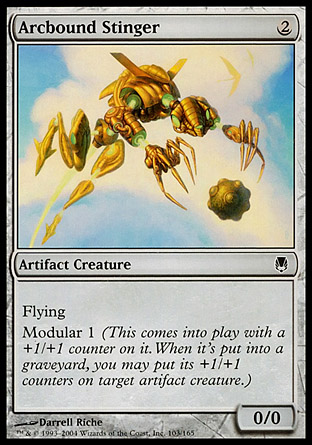 Arcbound Stinger 2
Artifact Creature
Flying
Modular 1 (This comes into play with a
+1/+1 counter on it. When it's put into a
graveyard, you may put its +1/+1
counters on target artifact creature.)
Darrell Riche
™ & © 1993–2004 Wizards of the Coast, Inc. 103/165
0/0